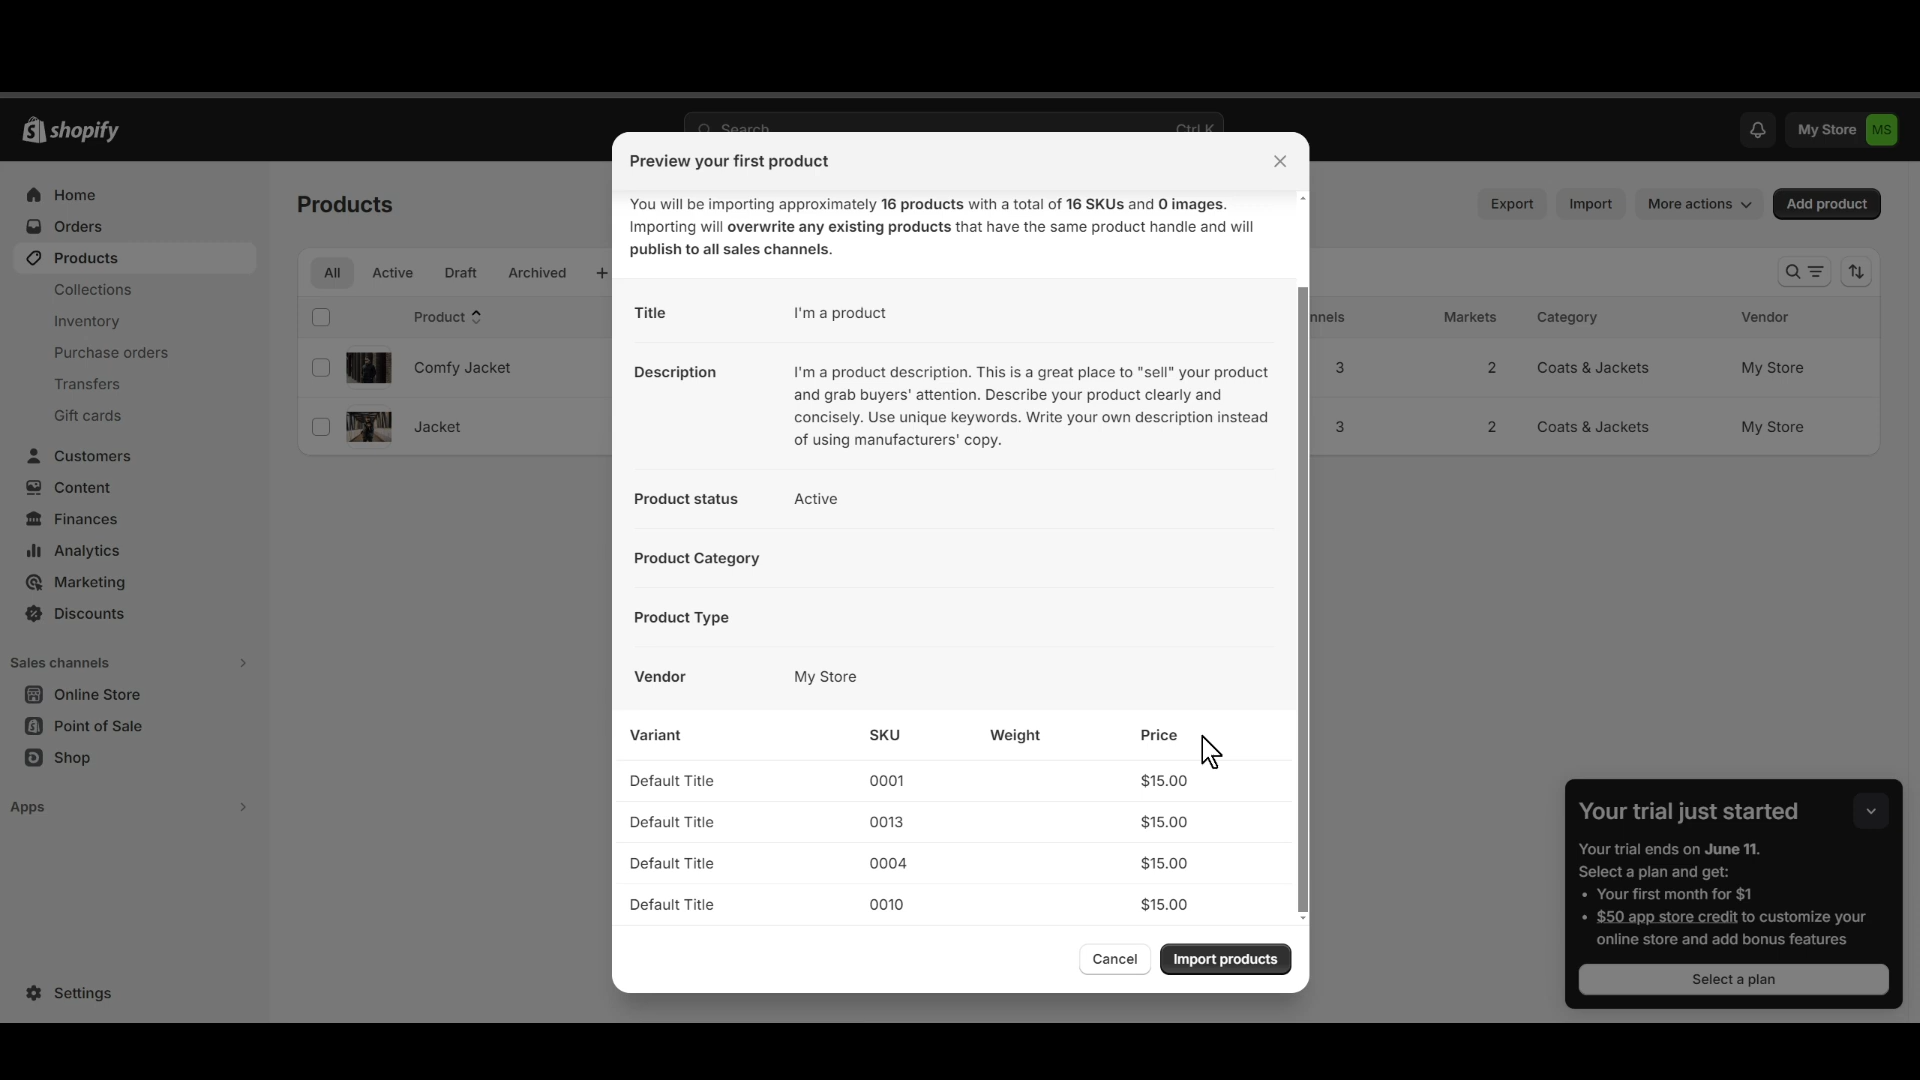 shopify
Search
Ctrl K
My Store
MS
Home
Orders
Products
Collections
Inventory
Purchase orders
Transfers
Gift cards
Customers
Content
Finances
Analytics
Marketing
Discounts
Sales channels
Online Store
Point of Sale
Shop
Apps
Settings
Products
Export
Import
More actions
Add product
All
Active
Draft
Archived
Product
nnels
Markets
Category
Vendor
Comfy Jacket
3
2
Coats & Jackets
My Store
Jacket
3
2
Coats & Jackets
My Store
Preview your first product
You will be importing approximately 16 products with a total of 16 SKUs and 0 images.
Importing will overwrite any existing products that have the same product handle and will
publish to all sales channels.
Title
I'm a product
Description
I'm a product description. This is a great place to "sell" your product
and grab buyers' attention. Describe your product clearly and
concisely. Use unique keywords. Write your own description instead
of using manufacturers' copy.
Product status
Active
Product Category
Product Type
Vendor
My Store
Variant SKU Weight Price
Default Title 0001 $15.00
Default Title 0013 $15.00
Default Title 0004 $15.00
Default Title 0010 $15.00
Cancel
Import products
Your trial just started
Your trial ends on June 11.
Select a plan and get:
• Your first month for $1
• $50 app store credit to customize your
online store and add bonus features
Select a plan